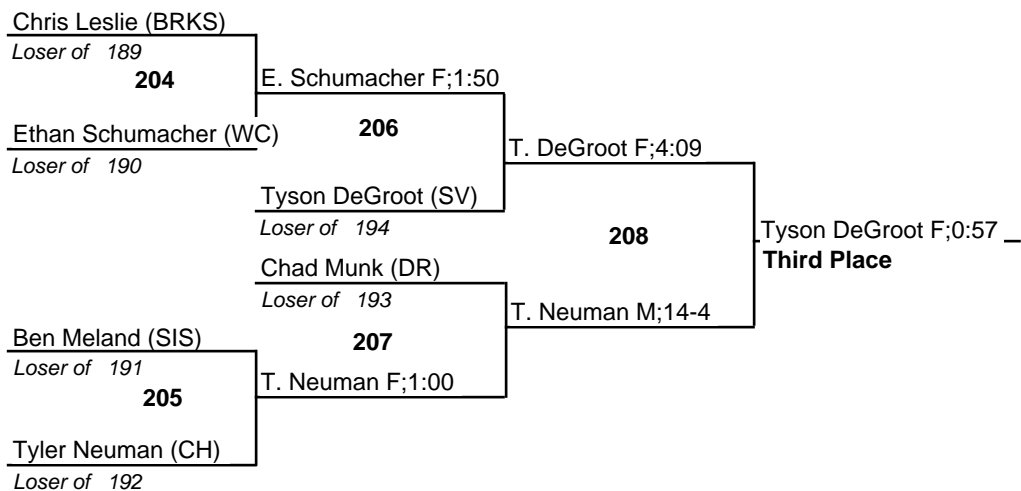 Chris Leslie (BRKS)
Loser of 189
204
E. Schumacher F;1:50
Ethan Schumacher (WC)
Loser of 190
206
T. DeGroot F;4:09
Tyson DeGroot (SV)
Loser of 194
208
Tyson DeGroot F;0:57
Third Place
Chad Munk (DR)
Loser of 193
T. Neuman M;14-4
Ben Meland (SIS)
Loser of 191
207
205
T. Neuman F;1:00
Tyler Neuman (CH)
Loser of 192